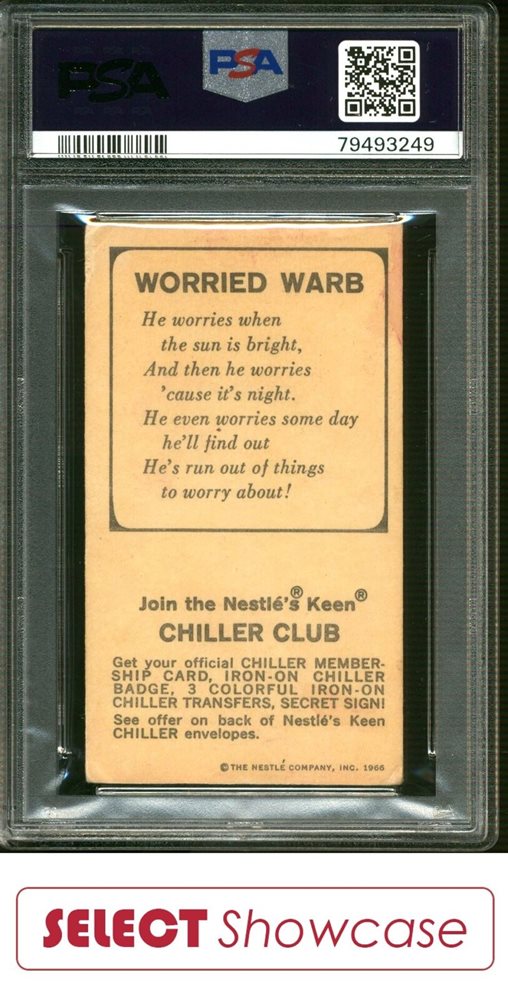 PSA
PSA
79493249
WORRIED WARB
He worries when
the sun is bright,
And then he worries
'cause it's night.
He even worries some day
he'll find out
He's run out of things
to worry about!
Join the Nestlé's® Keen®
CHILLER CLUB
Get your official CHILLER MEMBER-
SHIP CARD, IRON-ON CHILLER
BADGE, 3 COLORFUL IRON-ON
CHILLER TRANSFERS, SECRET SIGN!
See offer on back of Nestlé's Keen
CHILLER envelopes.
©THE NESTLÉ COMPANY, INC. 1966
SELECT Showcase